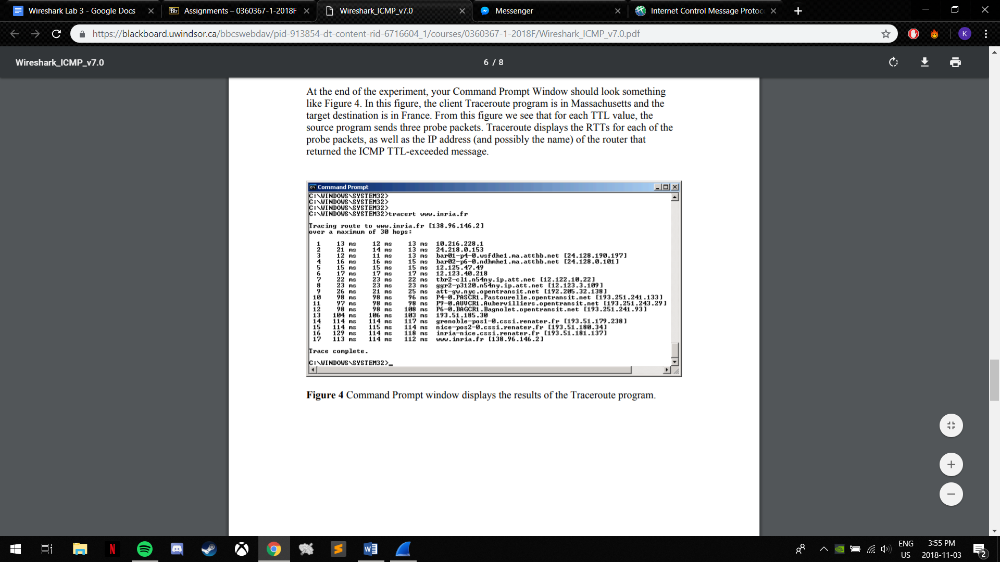 Wireshark Lab 3 - Google Docs
Bb Assignments – 0360367-1-2018F
Wireshark_ICMP_v7.0
Messenger
Internet Control Message Protoc
https://blackboard.uwindsor.ca/bbcswebdav/pid-913854-dt-content-rid-6716604_1/courses/0360367-1-2018F/Wireshark_ICMP_v7.0.pdf
K
Wireshark_ICMP_v7.0
6 / 8
At the end of the experiment, your Command Prompt Window should look something
like Figure 4. In this figure, the client Traceroute program is in Massachusetts and the
target destination is in France. From this figure we see that for each TTL value, the
source program sends three probe packets. Traceroute displays the RTTs for each of the
probe packets, as well as the IP address (and possibly the name) of the router that
returned the ICMP TTL-exceeded message.
Command Prompt
C:\WINDOWS\SYSTEM32>
C:\WINDOWS\SYSTEM32>
C:\WINDOWS\SYSTEM32>
C:\WINDOWS\SYSTEM32>tracert www.inria.fr
Tracing route to www.inria.fr [138.96.146.2]
over a maximum of 30 hops:
1 13 ms 12 ms 13 ms 10.216.228.1
2 21 ms 14 ms 13 ms 24.218.0.153
3 12 ms 11 ms 13 ms bar01-p4-0.wsfdhe1.ma.attbb.net [24.128.190.197]
4 16 ms 16 ms 15 ms bar02-p6-0.ndhmhe1.ma.attbb.net [24.128.0.101]
5 15 ms 15 ms 15 ms 12.125.47.49
6 17 ms 17 ms 17 ms 12.123.40.218
7 22 ms 23 ms 22 ms tbr2-cl1.n54ny.ip.att.net [12.122.10.22]
8 23 ms 23 ms 23 ms ggr2-p3120.n54ny.ip.att.net [12.123.3.109]
9 26 ms 21 ms 25 ms att-gw.nyc.opentransit.net [192.205.32.138]
10 98 ms 98 ms 96 ms P4-0.PASCR1.Pastourelle.opentransit.net [193.251.241.133]
11 97 ms 98 ms 98 ms P9-0.AUVCR1.Aubervilliers.opentransit.net [193.251.243.29]
12 98 ms 98 ms 108 ms P6-0.BAGCR1.Bagnolet.opentransit.net [193.251.241.93]
13 104 ms 106 ms 103 ms 193.51.185.30
14 114 ms 114 ms 117 ms grenoble-pos1-0.cssi.renater.fr [193.51.179.238]
15 114 ms 115 ms 114 ms nice-pos2-0.cssi.renater.fr [193.51.180.34]
16 129 ms 114 ms 118 ms inria-nice.cssi.renater.fr [193.51.181.137]
17 113 ms 114 ms 112 ms www.inria.fr [138.96.146.2]
Trace complete.
C:\WINDOWS\SYSTEM32>_
Figure 4 Command Prompt window displays the results of the Traceroute program.
ENG
US
3:55 PM
2018-11-03
2